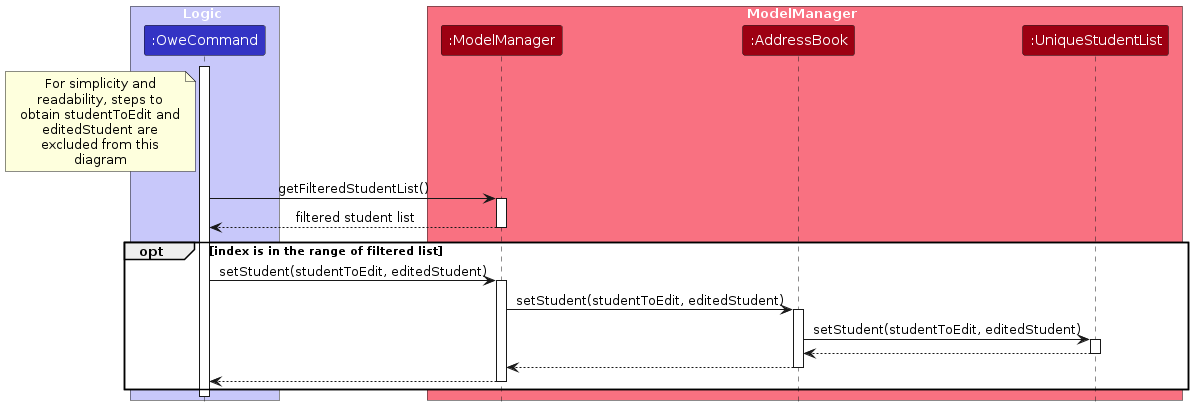 Logic
ModelManager
:OweCommand
:ModelManager
:AddressBook
:UniqueStudentList
For simplicity and
readability, steps to
obtain studentToEdit and
editedStudent are
excluded from this
diagram
getFilteredStudentList()
filtered student list
opt
[index is in the range of filtered list]
setStudent(studentToEdit, editedStudent)
setStudent(studentToEdit, editedStudent)
setStudent(studentToEdit, editedStudent)